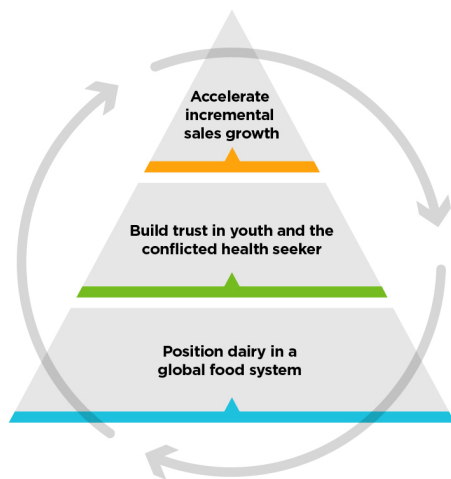 Accelerate
incremental
sales growth
Build trust in youth and the
conflicted health seeker
Position dairy in a
global food system